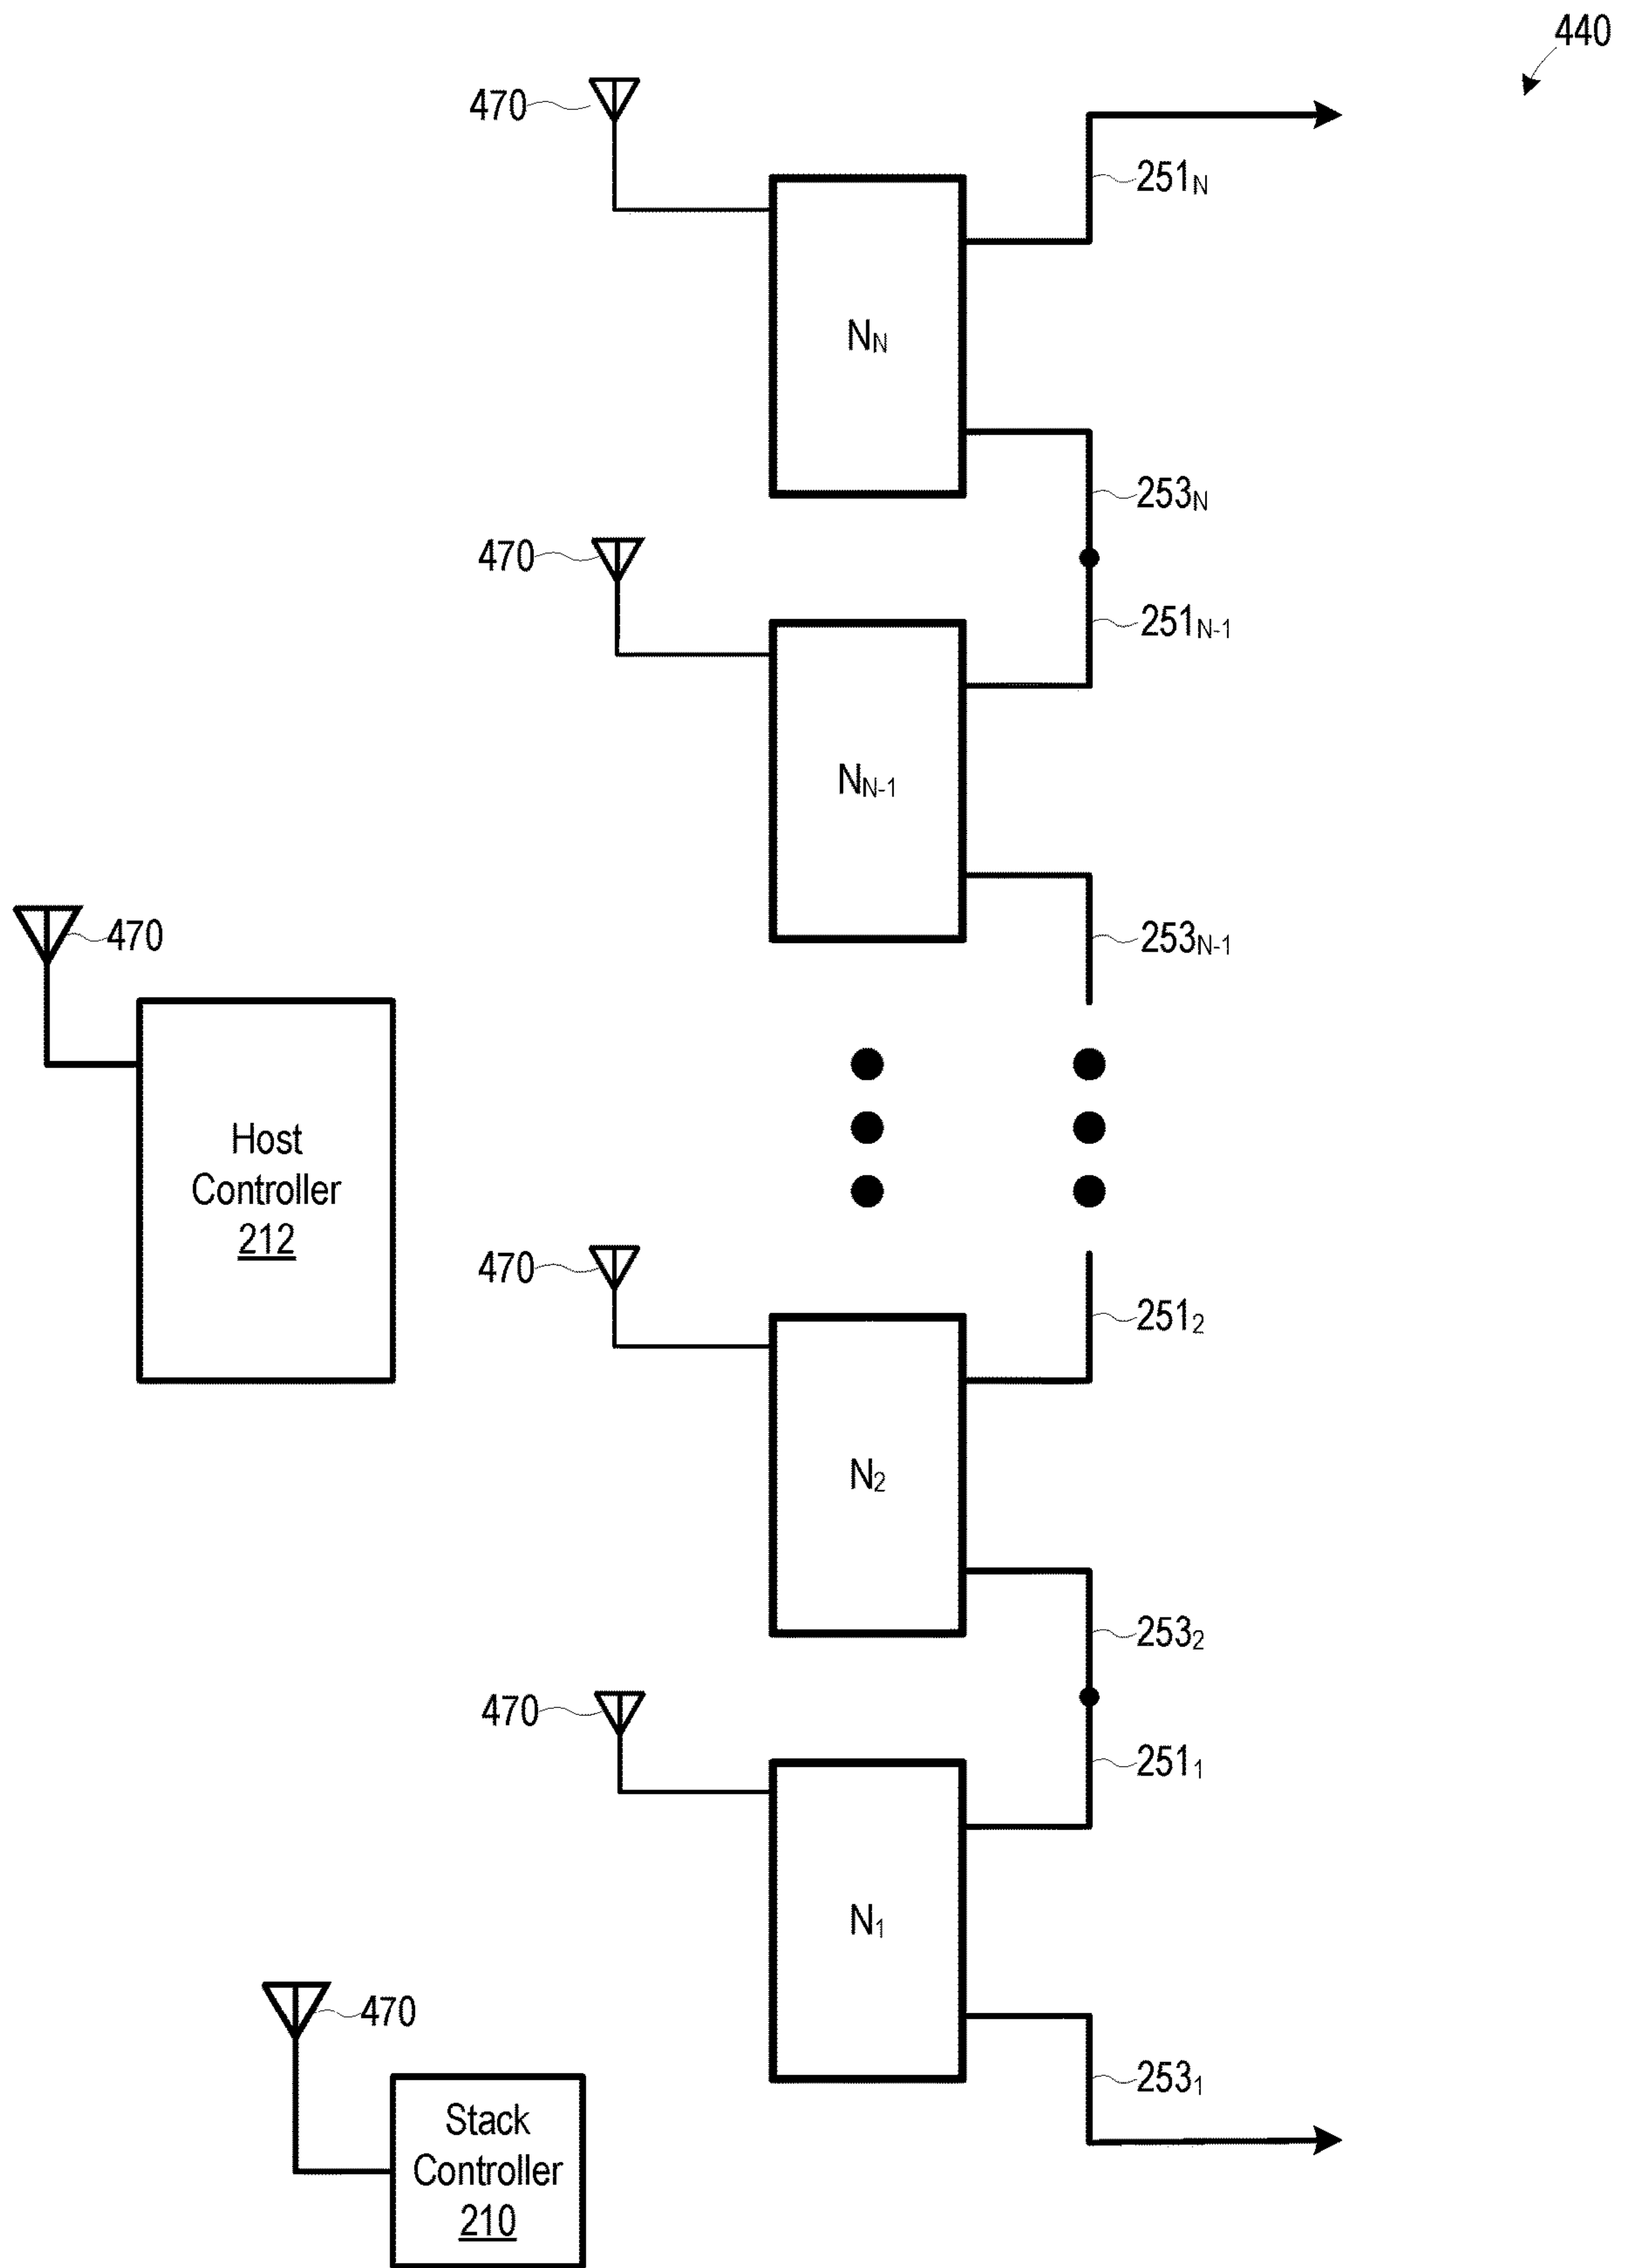 440
470
251N
NN
253N
470
251N-1
NN-1
470
253N-1
Host
Controller
212
470
2512
N2
2532
470
2511
N1
470
2531
Stack
Controller
210